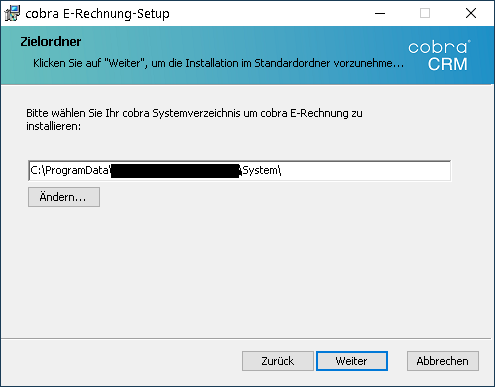 cobra E-Rechnung-Setup
Zielordner
Klicken Sie auf "Weiter", um die Installation im Standardordner vorzunehme...
cobra
CRM
Bitte wählen Sie Ihr cobra Systemverzeichnis um cobra E-Rechnung zu
installieren:
C:\ProgramData\ \System\
Ändern...
Zurück Weiter Abbrechen